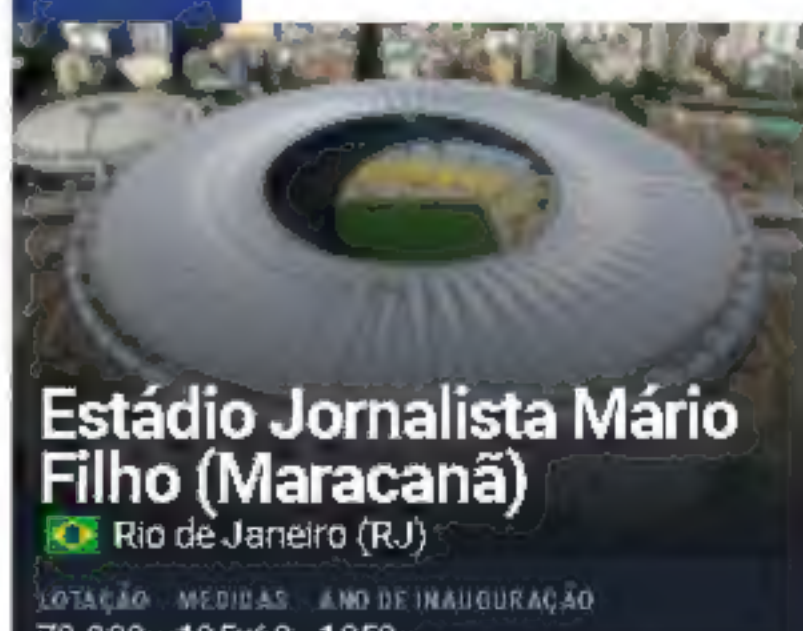 Estádio Jornalista Mário
Filho (Maracanã)
Rio de Janeiro (RJ)
LOTAÇÃO MEDIDAS ANO DE INAUGURAÇÃO